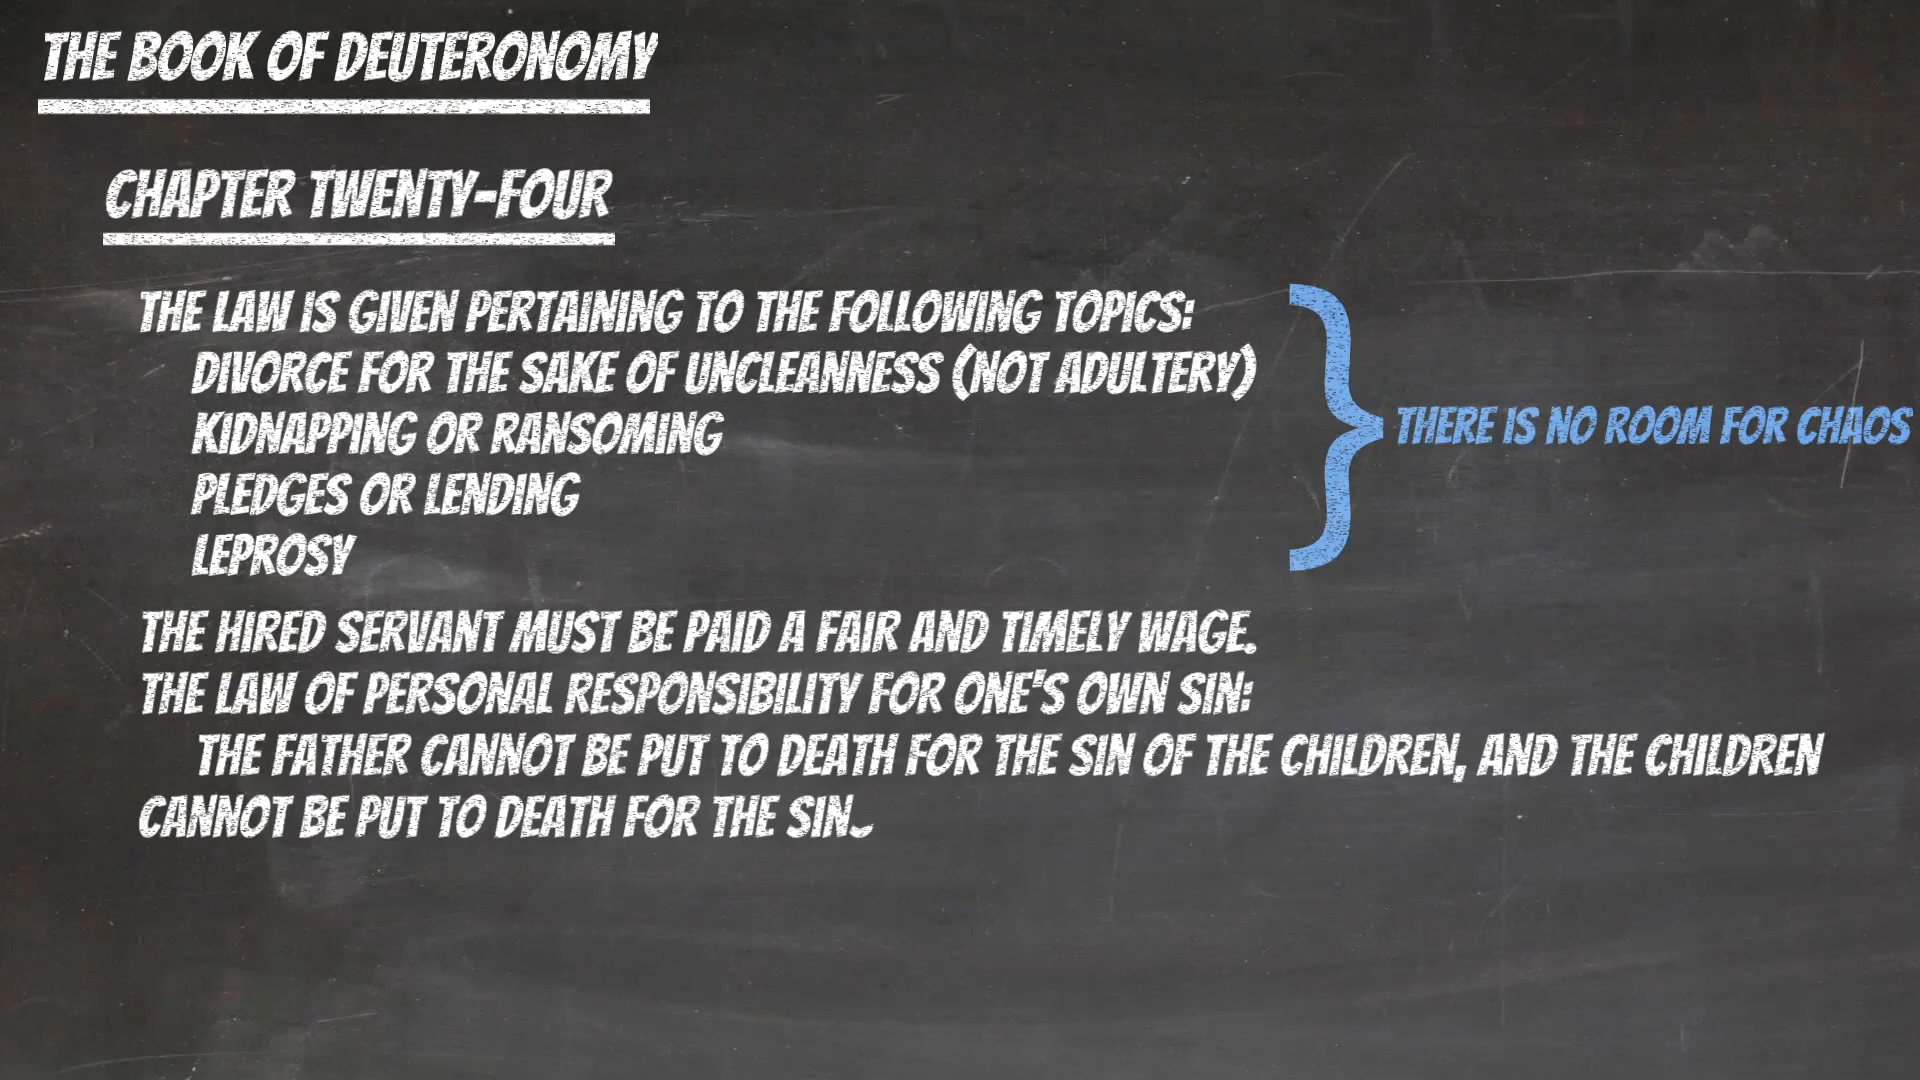 THE BOOK OF DEUTERONOMY
CHAPTER TWENTY-FOUR
THE LAW IS GIVEN PERTAINING TO THE FOLLOWING TOPICS:
DIVORCE FOR THE SAKE OF UNCLEANNESS (NOT ADULTERY)
KIDNAPPING OR RANSOMING
PLEDGES OR LENDING
LEPROSY
THERE IS NO ROOM FOR CHAOS
THE HIRED SERVANT MUST BE PAID A FAIR AND TIMELY WAGE.
THE LAW OF PERSONAL RESPONSIBILITY FOR ONE'S OWN SIN:
THE FATHER CANNOT BE PUT TO DEATH FOR THE SIN OF THE CHILDREN, AND THE CHILDREN
CANNOT BE PUT TO DEATH FOR THE SIN